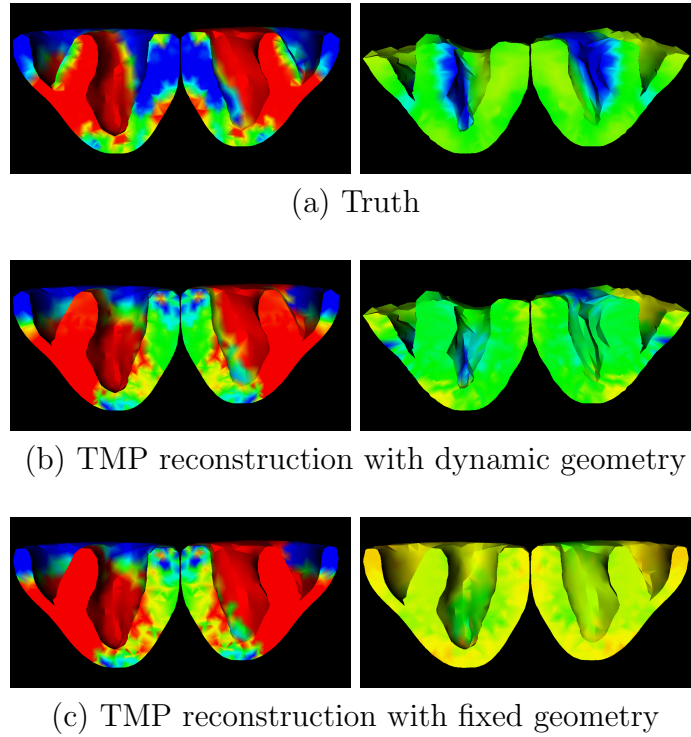 (a) Truth
(b) TMP reconstruction with dynamic geometry
(c) TMP reconstruction with fixed geometry